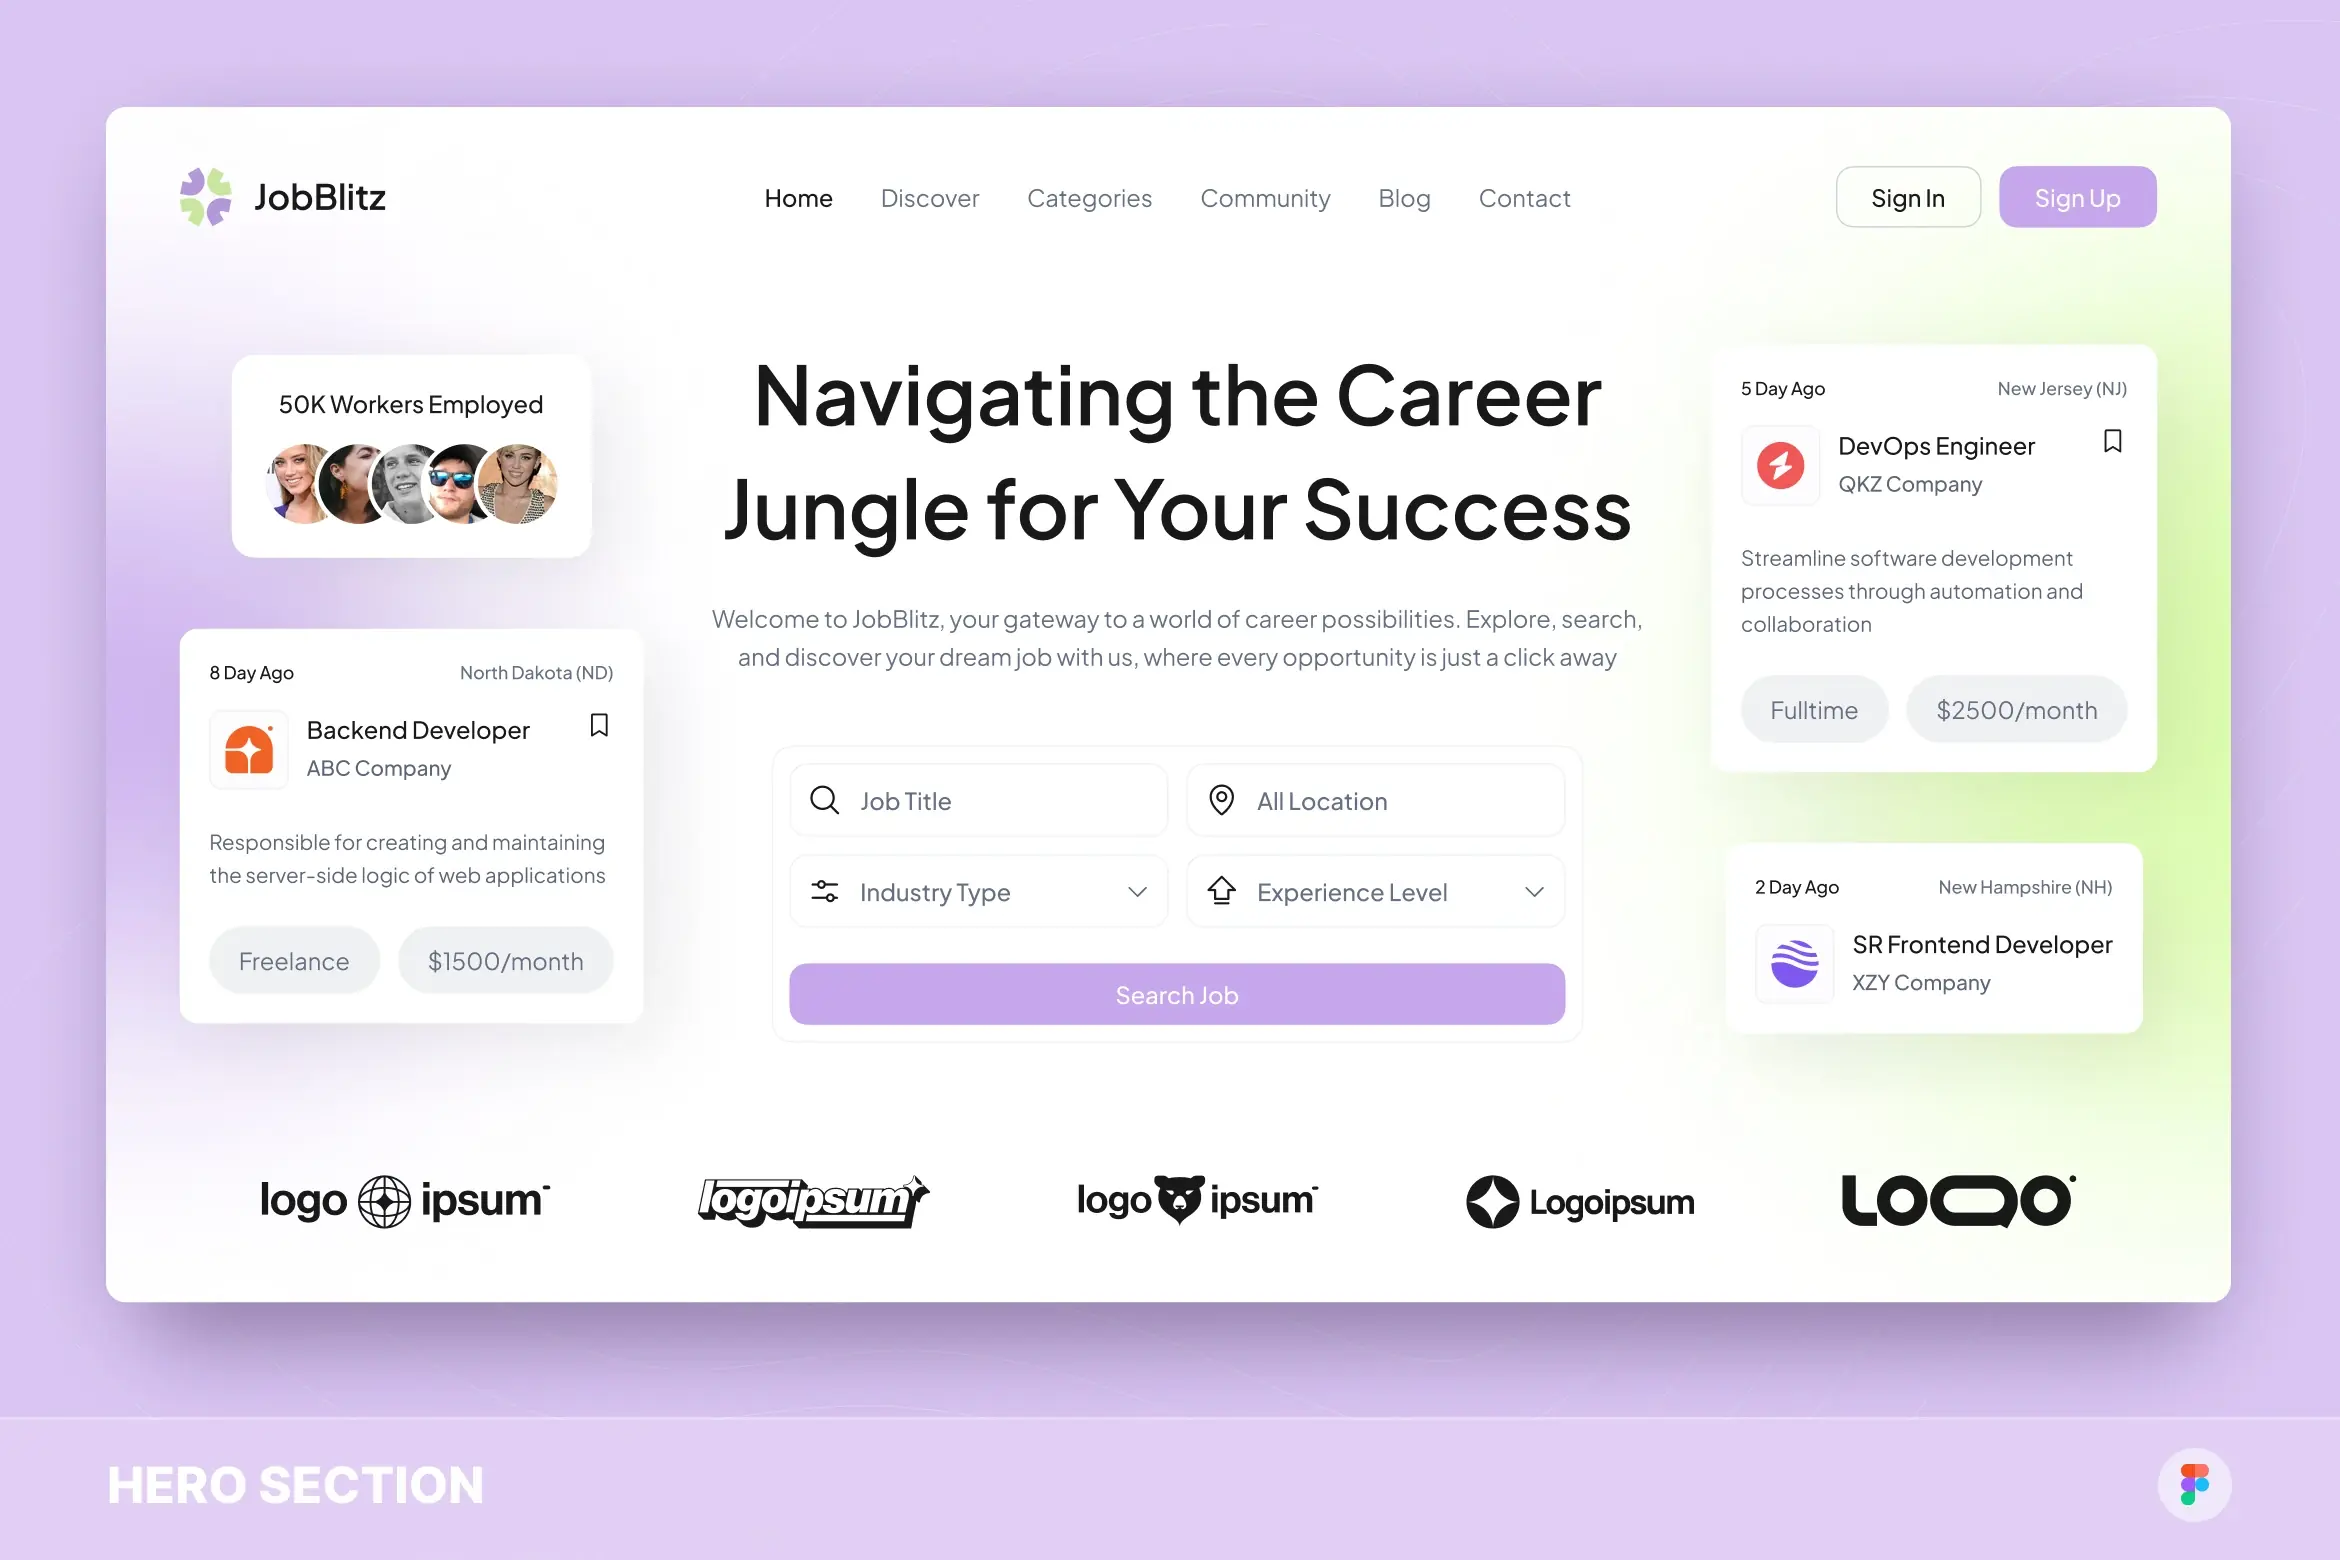 JobBlitz
Home
Discover
Categories
Community
Blog
Contact
Sign In
Sign Up
50K Workers Employed
8 Day Ago
North Dakota (ND)
Backend Developer
ABC Company
Responsible for creating and maintaining
the server-side logic of web applications
Freelance
$1500/month
Navigating the Career
Jungle for Your Success
Welcome to JobBlitz, your gateway to a world of career possibilities. Explore, search,
and discover your dream job with us, where every opportunity is just a click away
Job Title
All Location
Industry Type
Experience Level
Search Job
5 Day Ago
New Jersey (NJ)
DevOps Engineer
QKZ Company
Streamline software development
processes through automation and
collaboration
Fulltime
$2500/month
2 Day Ago
New Hampshire (NH)
SR Frontend Developer
XZY Company
logo ipsum
logoipsum
logo ipsum
Logoipsum
LOQO
HERO SECTION